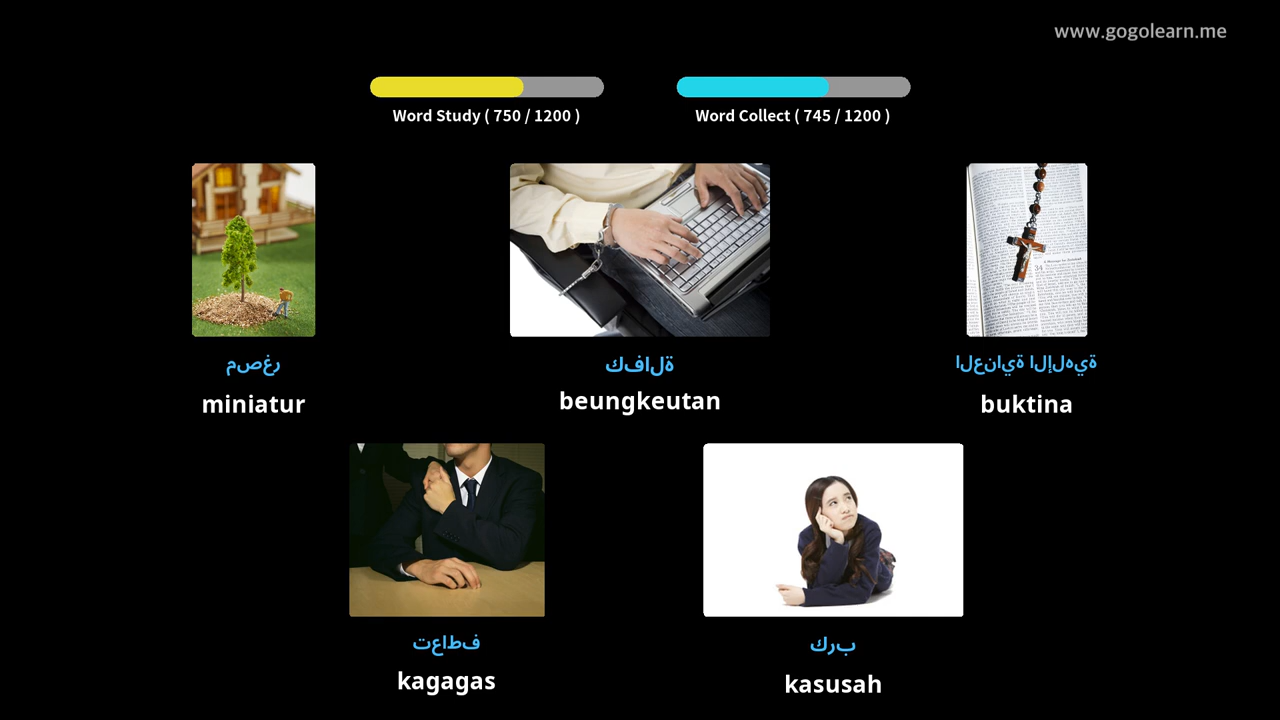 www.gogolearn.me
Word Study ( 750 / 1200 )
Word Collect ( 745 / 1200 )
مصغر
كفالة
العناية الإلهية
miniatur
beungkeutan
buktina
تعاطف
كرب
kagagas
kasusah